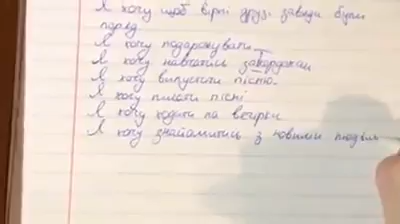 Я хочу щоб вірні друзі завжди були
поряд
Я хочу подорожувати
Я хочу навчатись закордоном
Я хочу випустити пісню.
Я хочу писати пісні
Я хочу ходити на вечірки
Я хочу знайомитись з новими людьми